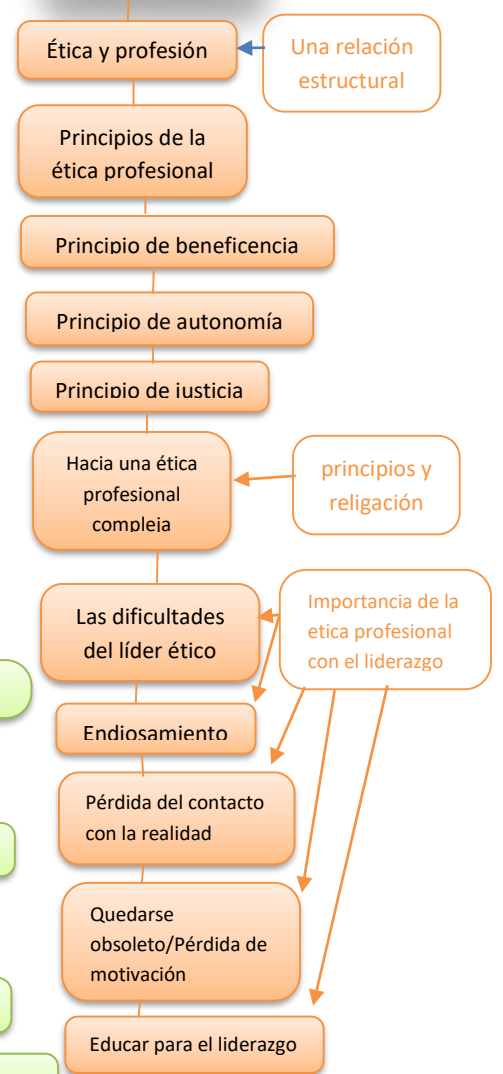 Ética y profesión
Una relación
estructural
Principios de la
ética profesional
Principio de beneficencia
Principio de autonomía
Principio de justicia
Hacia una ética
profesional
compleja
principios y
religación
Las dificultades
del líder ético
Importancia de la
etica profesional
con el liderazgo
Endiosamiento
Pérdida del contacto
con la realidad
Quedarse
obsoleto/Pérdida de
motivación
Educar para el liderazgo